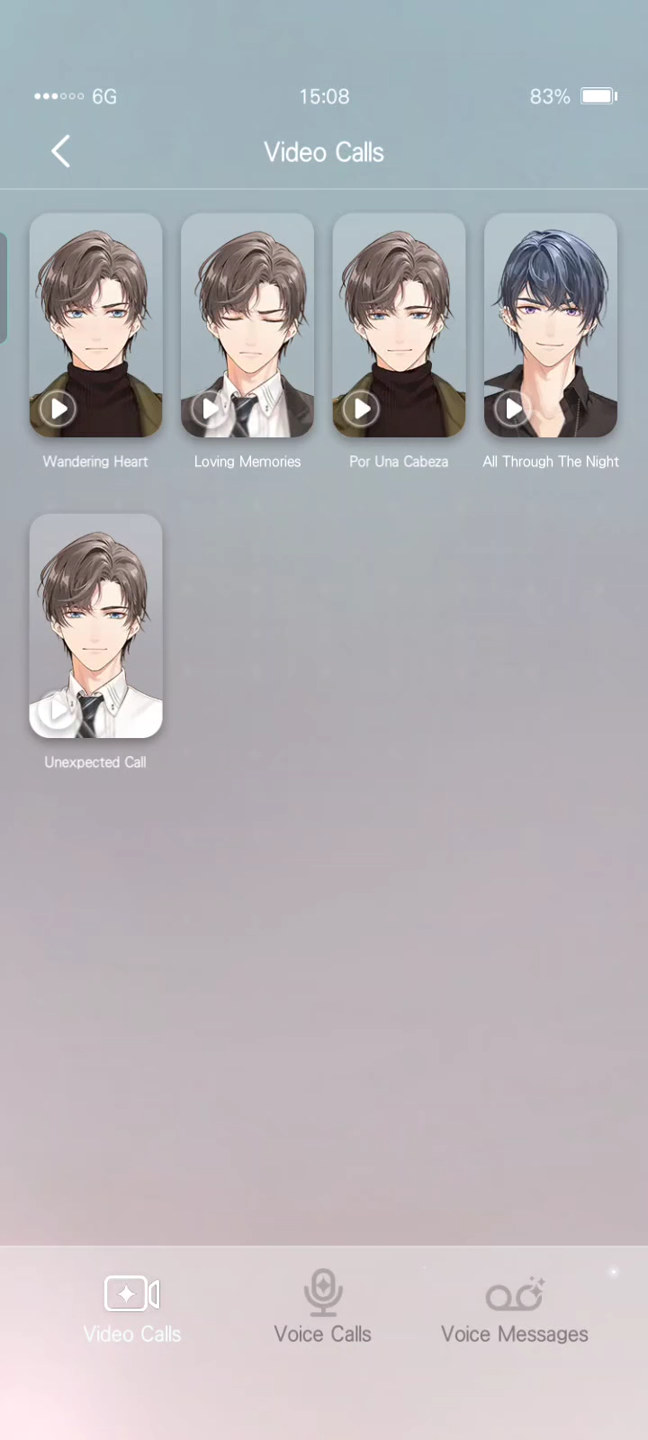 6G 15:08 83%
Video Calls
Wandering Heart Loving Memories Por Una Cabeza All Through The Night
Unexpected Call
Video Calls Voice Calls Voice Messages